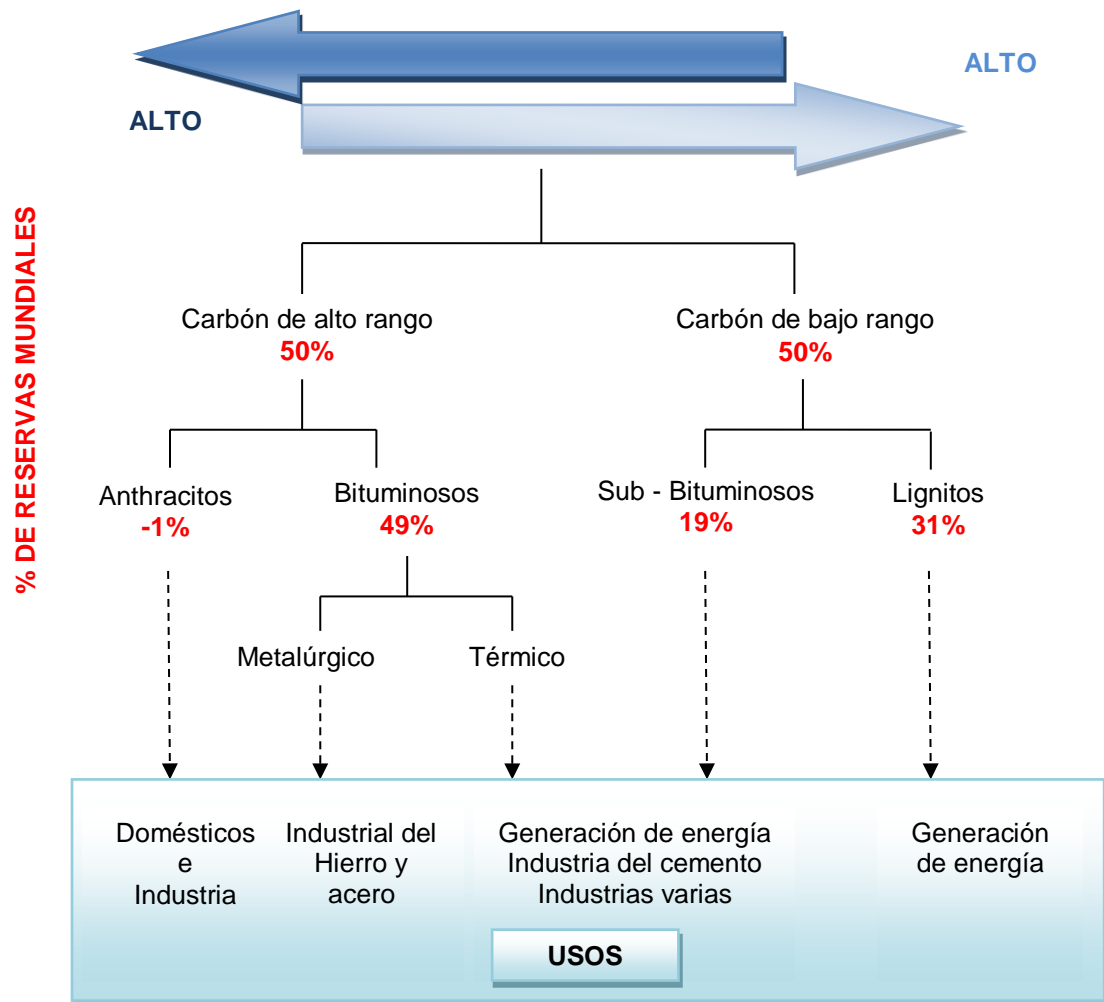 ALTO
ALTO
% DE RESERVAS MUNDIALES
Carbón de alto rango
50%
Carbón de bajo rango
50%
Anthracitos
-1%
Bituminosos
49%
Sub - Bituminosos
19%
Lignitos
31%
Metalúrgico
Térmico
Domésticos
e
Industria
Industrial del
Hierro y
acero
Generación de energía
Industria del cemento
Industrias varias
Generación
de energía
USOS